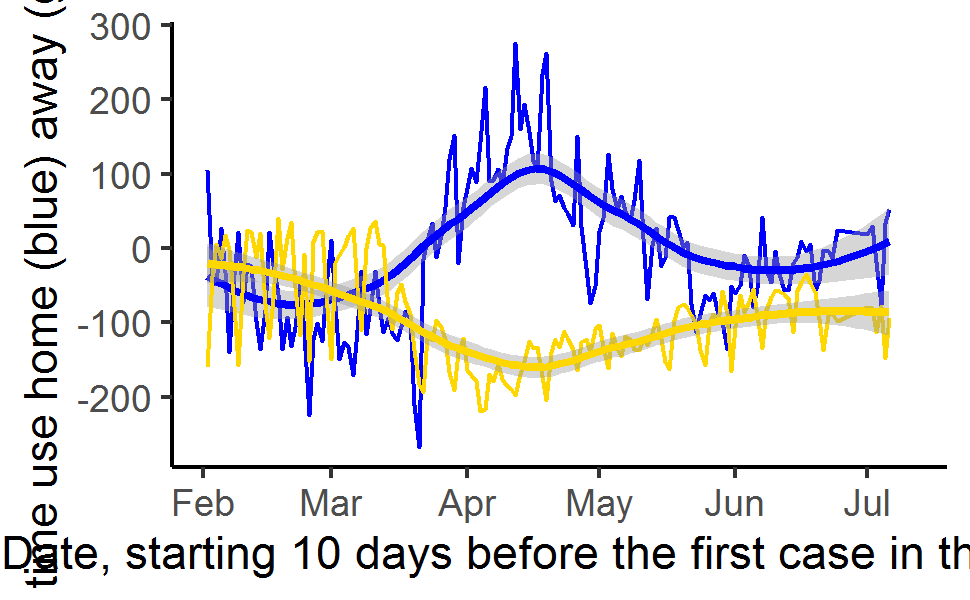 time use home (blue) away (
300
200
100
0
-100
-200
Feb Mar Apr May Jun Jul
Date, starting 10 days before the first case in th